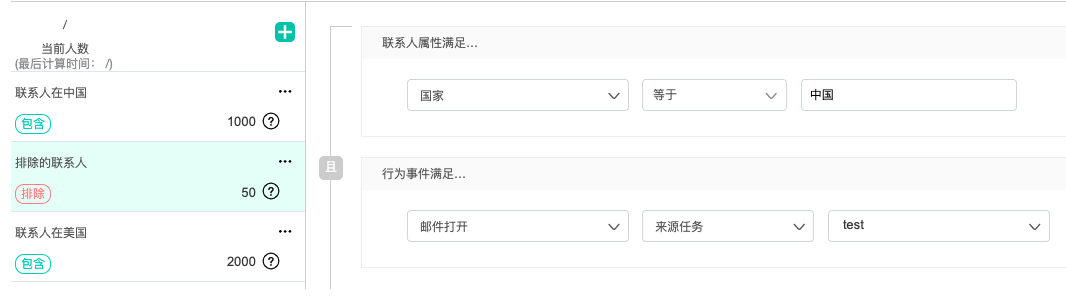 /
当前人数
(最后计算时间： /)
联系人在中国
包含
1000
排除的联系人
排除
50
联系人在美国
包含
2000
且
联系人属性满足...
国家
等于
中国
行为事件满足...
邮件打开
来源任务
test